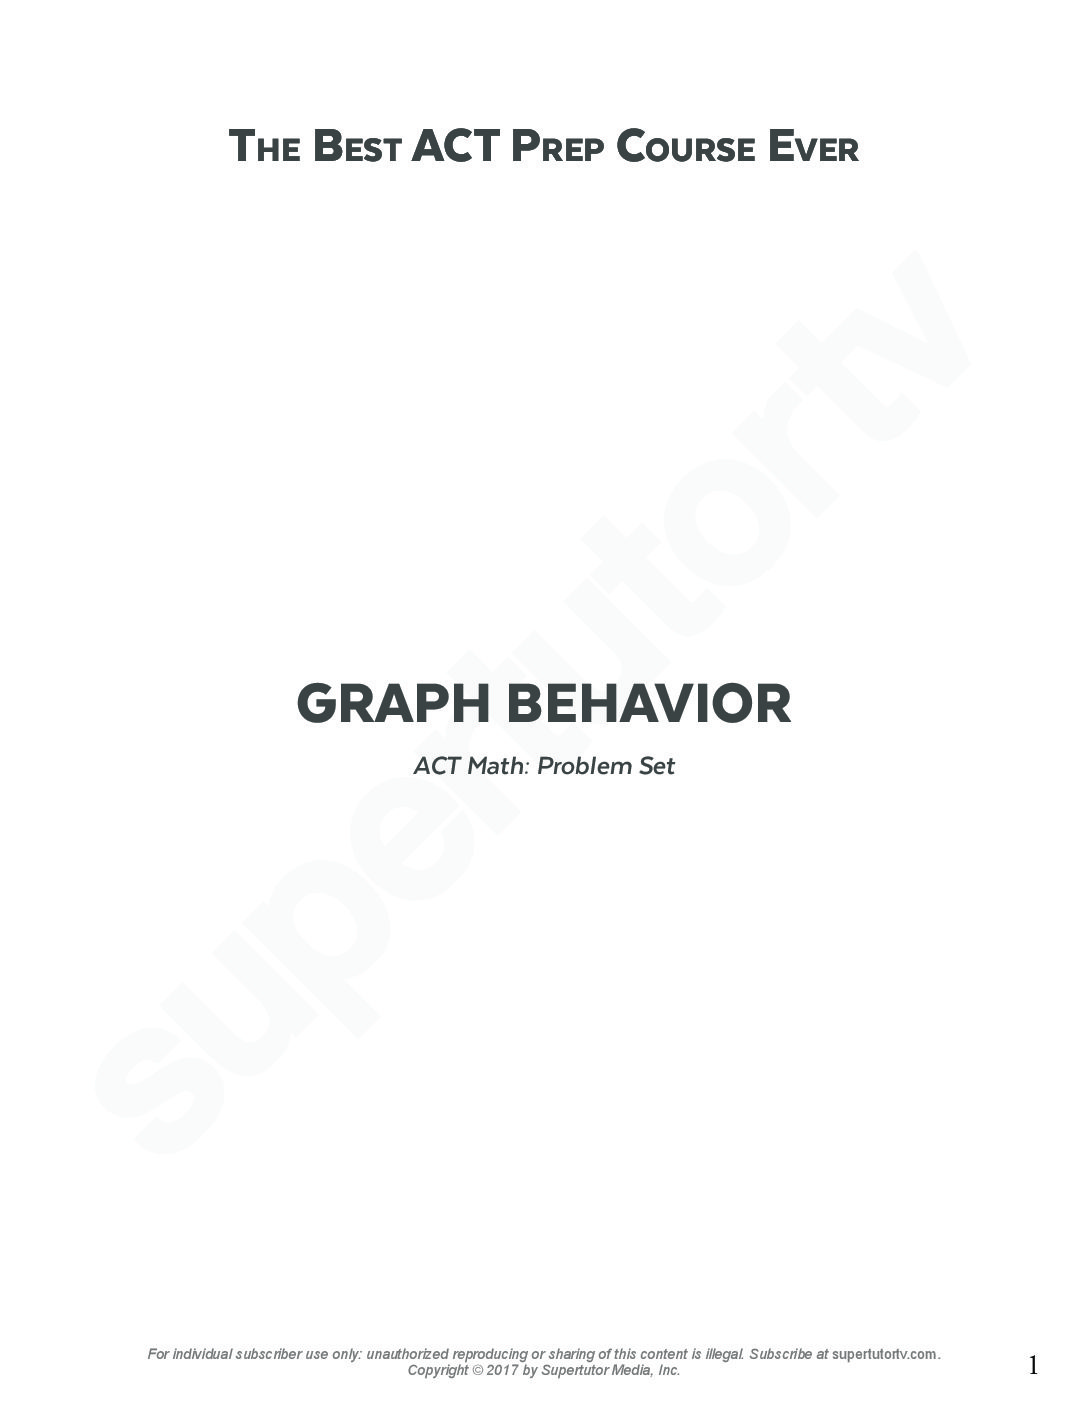 THE BEST ACT PREP COURSE EVER
supertutortv
GRAPH BEHAVIOR
ACT Math: Problem Set
For individual subscriber use only: unauthorized reproducing or sharing of this content is illegal. Subscribe at supertutortv.com.
Copyright © 2017 by Supertutor Media, Inc.
1